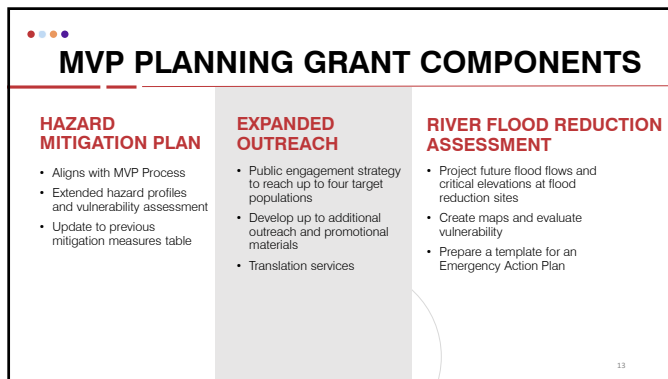 MVP PLANNING GRANT COMPONENTS
HAZARD
MITIGATION PLAN
• Aligns with MVP Process
• Extended hazard profiles
and vulnerability assessment
• Update to previous
mitigation measures table
EXPANDED
OUTREACH
• Public engagement strategy
to reach up to four target
populations
• Develop up to additional
outreach and promotional
materials
• Translation services
RIVER FLOOD REDUCTION
ASSESSMENT
• Project future flood flows and
critical elevations at flood
reduction sites
• Create maps and evaluate
vulnerability
• Prepare a template for an
Emergency Action Plan
13